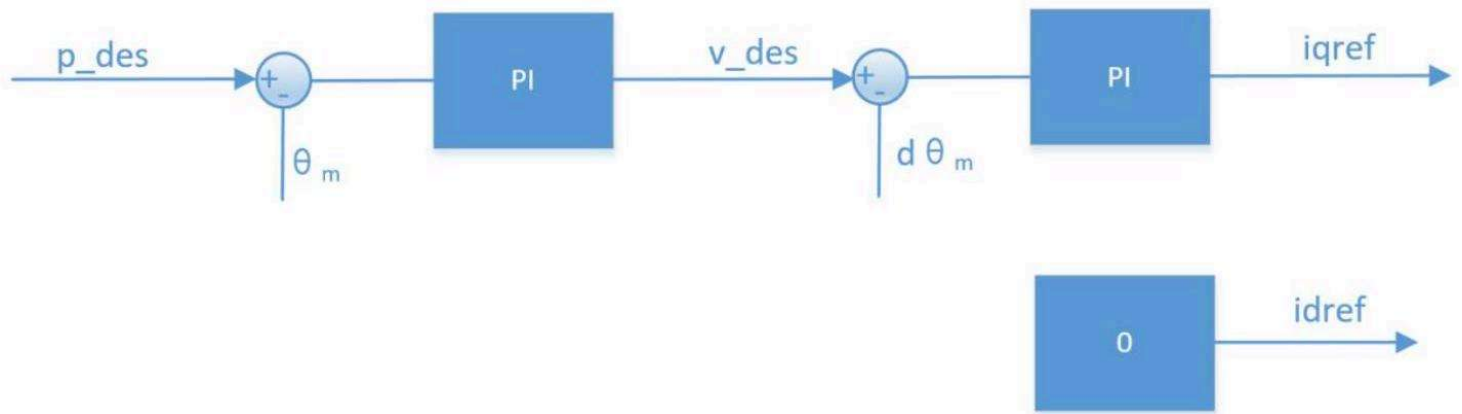 p_des
+
-
θ m
PI
v_des
+
-
d θ m
PI
iqref
0
idref